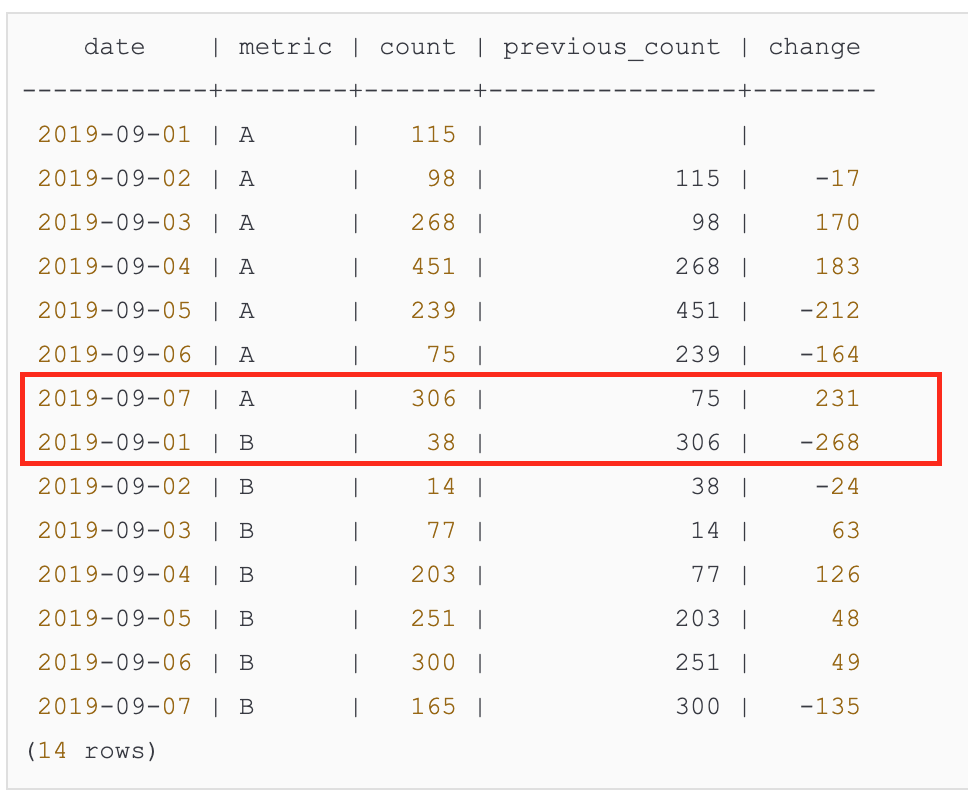 date    | metric | count | previous_count | change
------------+--------+-------+----------------+--------
 2019-09-01 | A      |   115 |                |
 2019-09-02 | A      |    98 |            115 |    -17
 2019-09-03 | A      |   268 |             98 |    170
 2019-09-04 | A      |   451 |            268 |    183
 2019-09-05 | A      |   239 |            451 |   -212
 2019-09-06 | A      |    75 |            239 |   -164
 2019-09-07 | A      |   306 |             75 |    231
 2019-09-01 | B      |    38 |            306 |   -268
 2019-09-02 | B      |    14 |             38 |    -24
 2019-09-03 | B      |    77 |             14 |     63
 2019-09-04 | B      |   203 |             77 |    126
 2019-09-05 | B      |   251 |            203 |     48
 2019-09-06 | B      |   300 |            251 |     49
 2019-09-07 | B      |   165 |            300 |   -135
(14 rows)